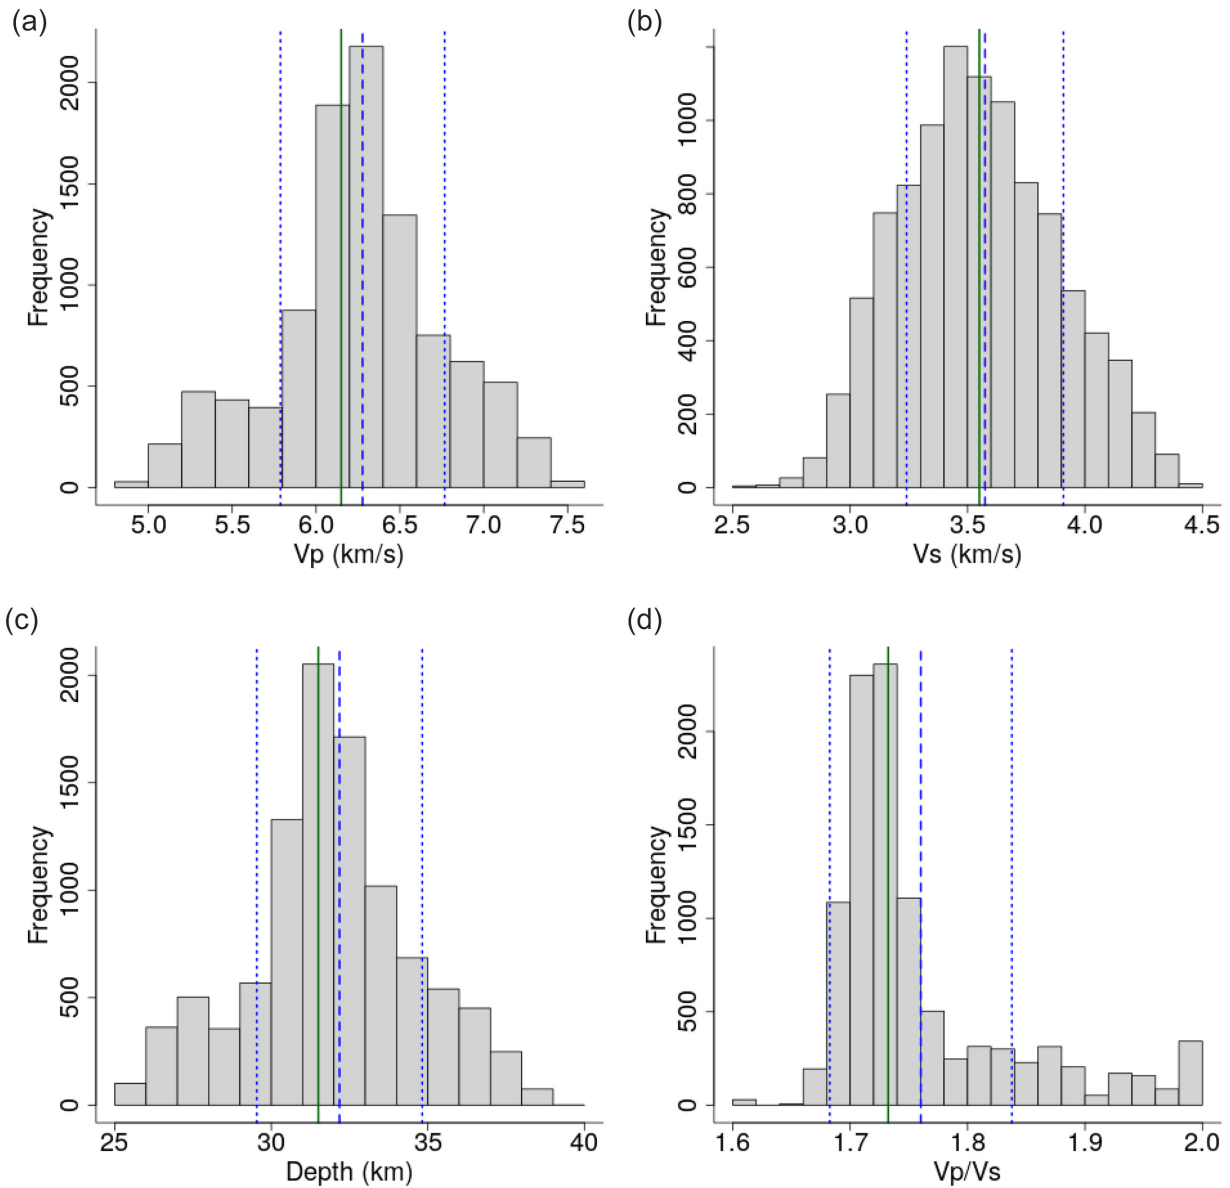 (a)
Frequency
0 500 1000 1500 2000
5.0 5.5 6.0 6.5 7.0 7.5
Vp (km/s)
(b)
Frequency
0 200 400 600 800 1000
2.5 3.0 3.5 4.0 4.5
Vs (km/s)
(c)
Frequency
0 500 1000 1500 2000
25 30 35 40
Depth (km)
(d)
Frequency
0 500 1000 1500 2000
1.6 1.7 1.8 1.9 2.0
Vp/Vs